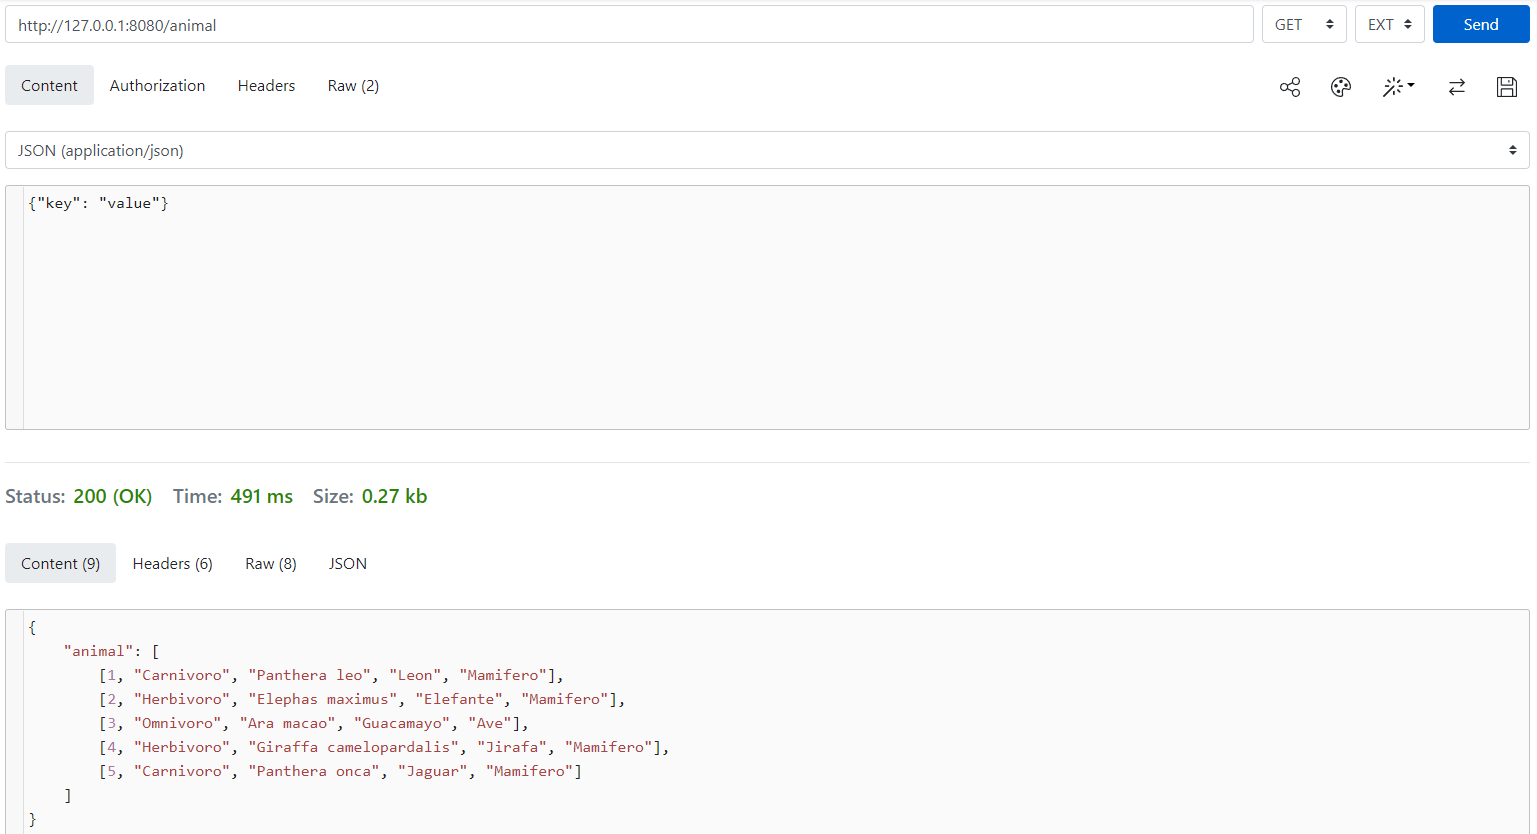 http://127.0.0.1:8080/animal GET EXT Send
Content Authorization Headers Raw (2)
JSON (application/json)
{"key": "value"}
Status: 200 (OK) Time: 491 ms Size: 0.27 kb
Content (9) Headers (6) Raw (8) JSON
{
    "animal": [
        [1, "Carnivoro", "Panthera leo", "Leon", "Mamifero"],
        [2, "Herbivoro", "Elephas maximus", "Elefante", "Mamifero"],
        [3, "Omnivoro", "Ara macao", "Guacamayo", "Ave"],
        [4, "Herbivoro", "Giraffa camelopardalis", "Jirafa", "Mamifero"],
        [5, "Carnivoro", "Panthera onca", "Jaguar", "Mamifero"]
    ]
}